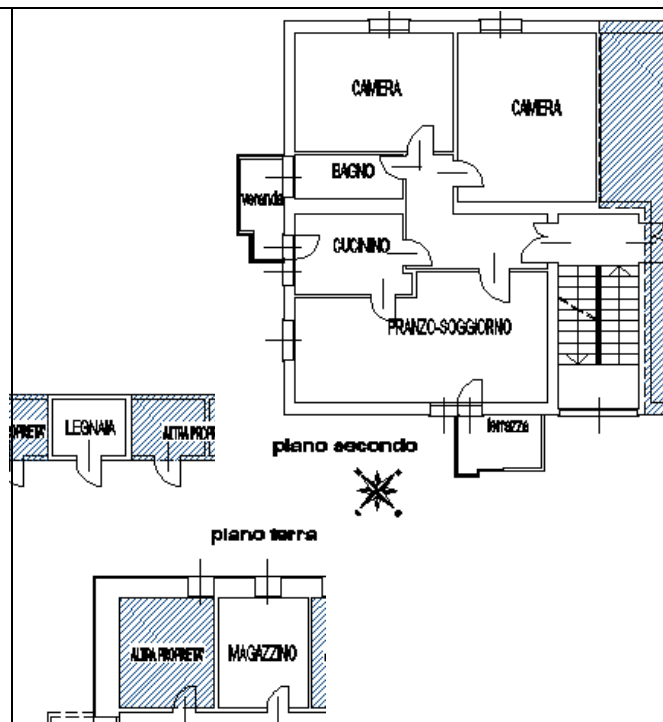 CAMERA
CAMERA
BAGNO
veranda
CUCININO
PRANZO-SOGGIORNO
LEGNAIA
terrazza
piano secondo
piano terra
ALTRA PROPRIETA'
MAGAZZINO